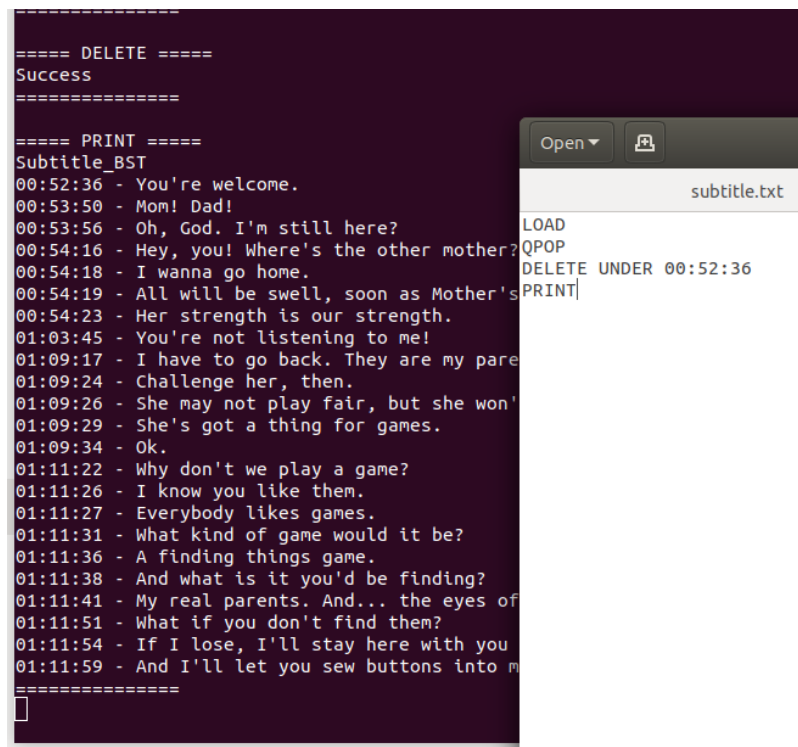 ===============
===== DELETE =====
Success
===============
===== PRINT =====
Subtitle_BST
00:52:36 - You're welcome.
00:53:50 - Mom! Dad!
00:53:56 - Oh, God. I'm still here?
00:54:16 - Hey, you! Where's the other mother?
00:54:18 - I wanna go home.
00:54:19 - All will be swell, soon as Mother's
00:54:23 - Her strength is our strength.
01:03:45 - You're not listening to me!
01:09:17 - I have to go back. They are my pare
01:09:24 - Challenge her, then.
01:09:26 - She may not play fair, but she won'
01:09:29 - She's got a thing for games.
01:09:34 - Ok.
01:11:22 - Why don't we play a game?
01:11:26 - I know you like them.
01:11:27 - Everybody likes games.
01:11:31 - What kind of game would it be?
01:11:36 - A finding things game.
01:11:38 - And what is it you'd be finding?
01:11:41 - My real parents. And... the eyes of
01:11:51 - What if you don't find them?
01:11:54 - If I lose, I'll stay here with you
01:11:59 - And I'll let you sew buttons into m
===============
Open
subtitle.txt
LOAD
QPOP
DELETE UNDER 00:52:36
PRINT